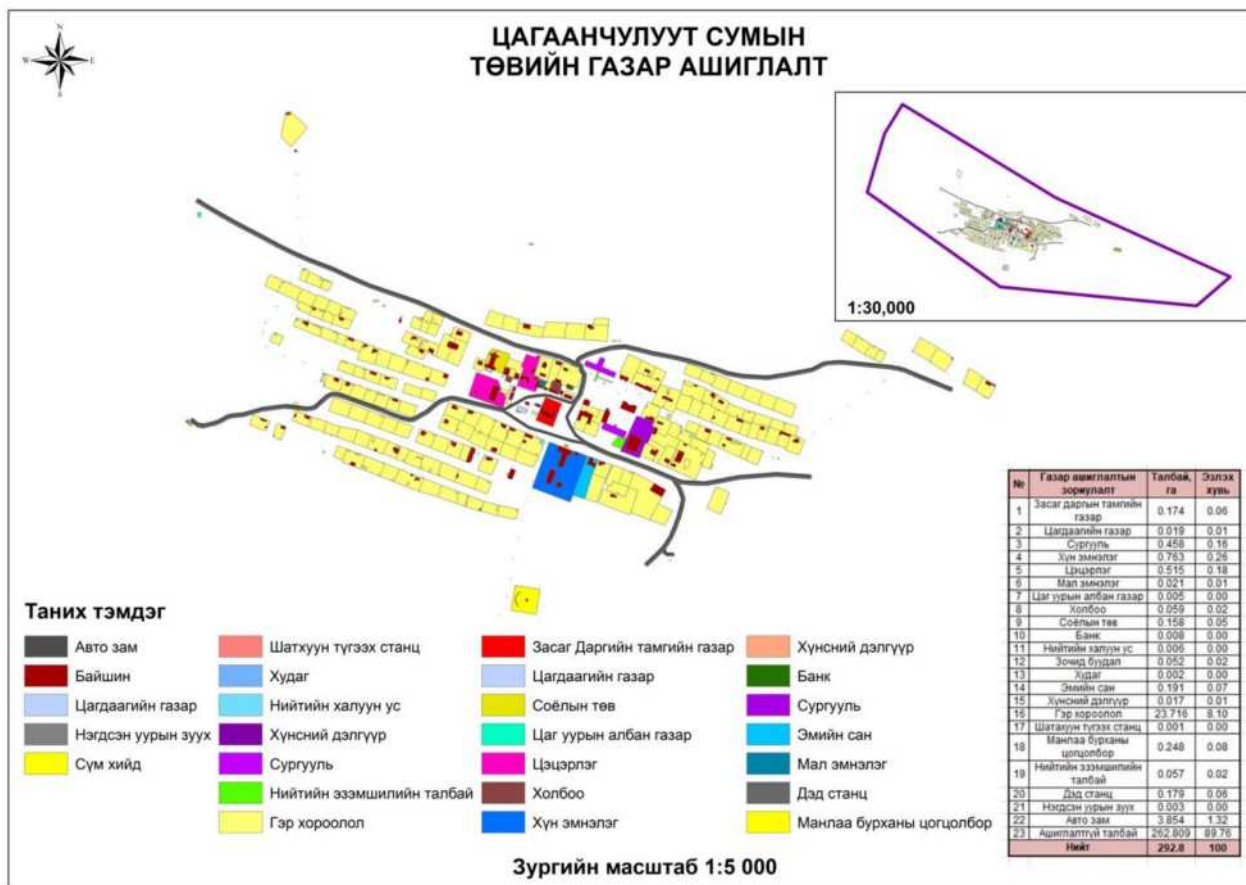 ЦАГААНЧУЛУУТ СУМЫН
ТӨВИЙН ГАЗАР АШИГЛАЛТ
N
W
E
S
1:30,000
№ Газар ашиглалтын зориулалт Талбай, га Эзлэх хувь
1 Засаг даргын тамгийн газар 0.174 0.06
2 Цагдаагийн газар 0.019 0.01
3 Сургууль 0.458 0.16
4 Хүн эмнэлэг 0.763 0.26
5 Цэцэрлэг 0.515 0.18
6 Мал эмнэлэг 0.021 0.01
7 Цаг уурын албан газар 0.005 0.00
8 Холбоо 0.059 0.02
9 Соёлын төв 0.158 0.05
10 Банк 0.008 0.00
11 Нийтийн халуун ус 0.006 0.00
12 Зочид буудал 0.052 0.02
13 Худаг 0.002 0.00
14 Эмийн сан 0.191 0.07
15 Хүнсний дэлгүүр 0.017 0.01
16 Гэр хороолол 23.716 8.10
17 Шатахуун түгээх станц 0.001 0.00
18 Манлаа бурханы цогцолбор 0.248 0.08
19 Нийтийн эзэмшилийн талбай 0.057 0.02
20 Дэд станц 0.179 0.06
21 Нэгдсэн уурын зуух 0.003 0.00
22 Авто зам 3.854 1.32
23 Ашиглалтгүй талбай 262.809 89.76
Нийт 292.8 100
Таних тэмдэг
Авто зам
Байшин
Цагдаагийн газар
Нэгдсэн уурын зуух
Сүм хийд
Шатхуун түгээх станц
Худаг
Нийтийн халуун ус
Хүнсний дэлгүүр
Сургууль
Нийтийн эзэмшилийн талбай
Гэр хороолол
Засаг Даргийн тамгийн газар
Цагдаагийн газар
Соёлын төв
Цаг уурын албан газар
Цэцэрлэг
Холбоо
Хүн эмнэлэг
Хүнсний дэлгүүр
Банк
Сургууль
Эмийн сан
Мал эмнэлэг
Дэд станц
Манлаа бурханы цогцолбор
Зургийн масштаб 1:5 000